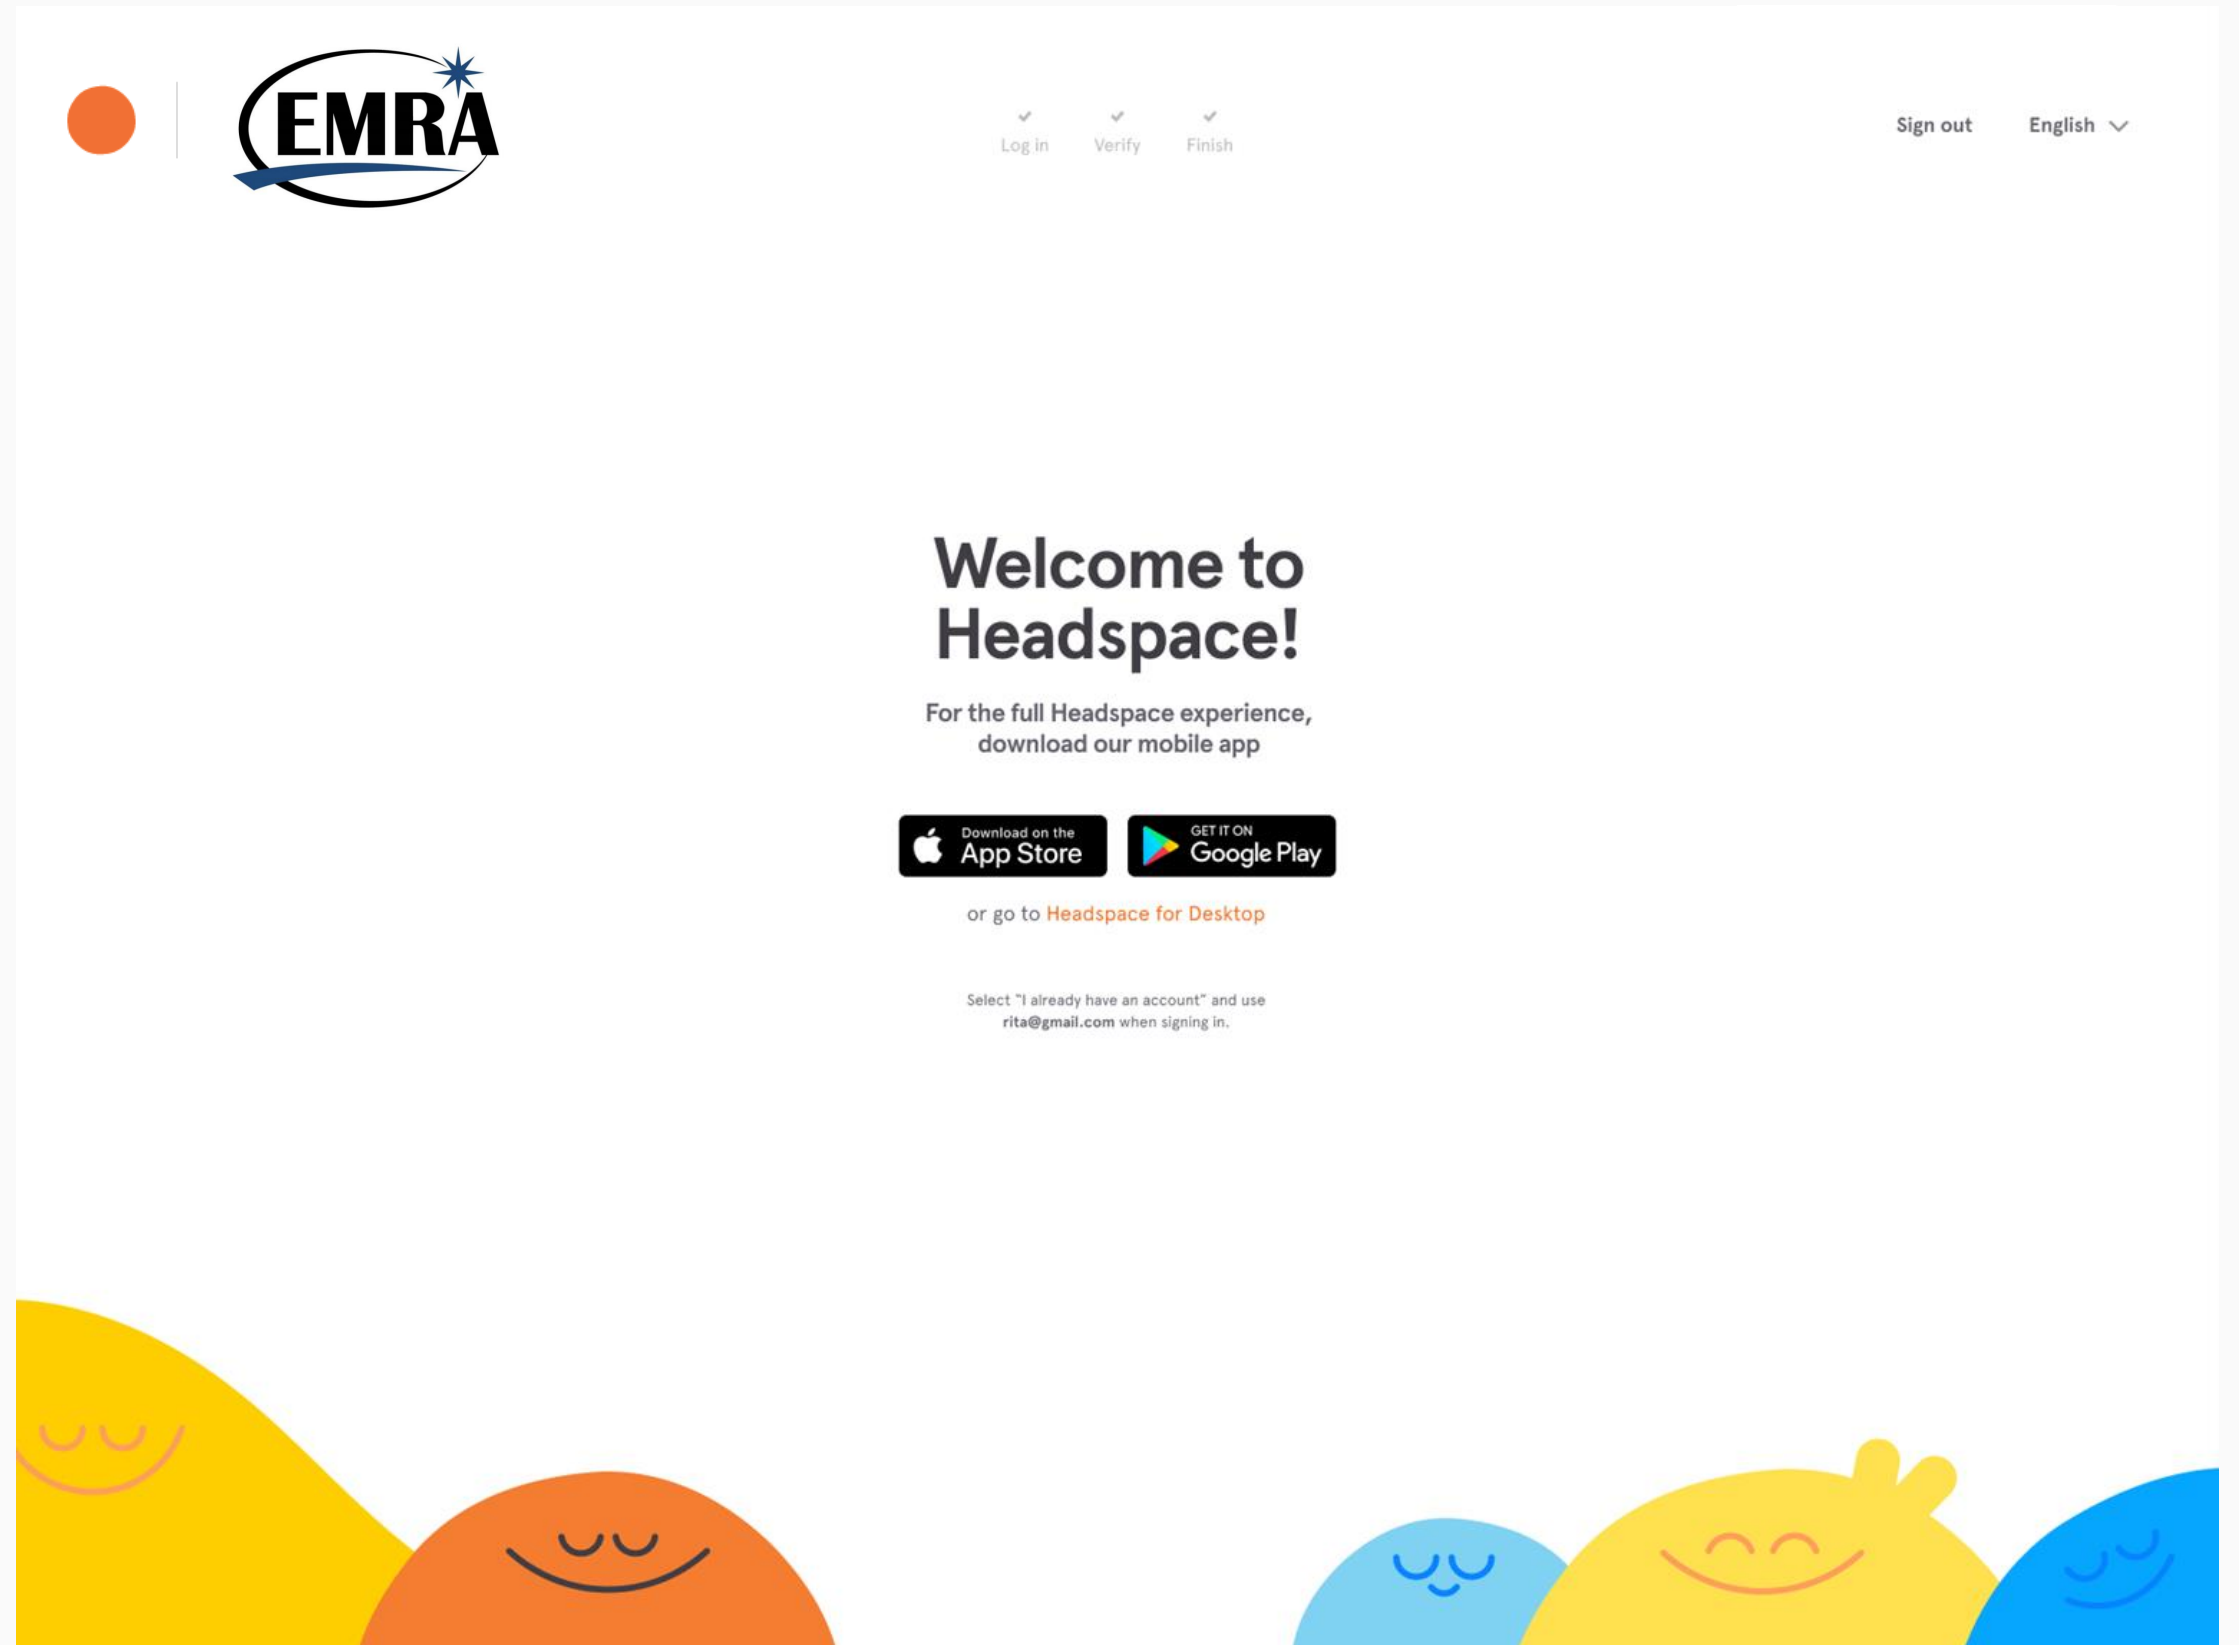 EMRA
Log in
Verify
Finish
Sign out
English
Welcome to
Headspace!
For the full Headspace experience,
download our mobile app
Download on the
App Store
GET IT ON
Google Play
or go to Headspace for Desktop
Select "I already have an account" and use
rita@gmail.com when signing in.